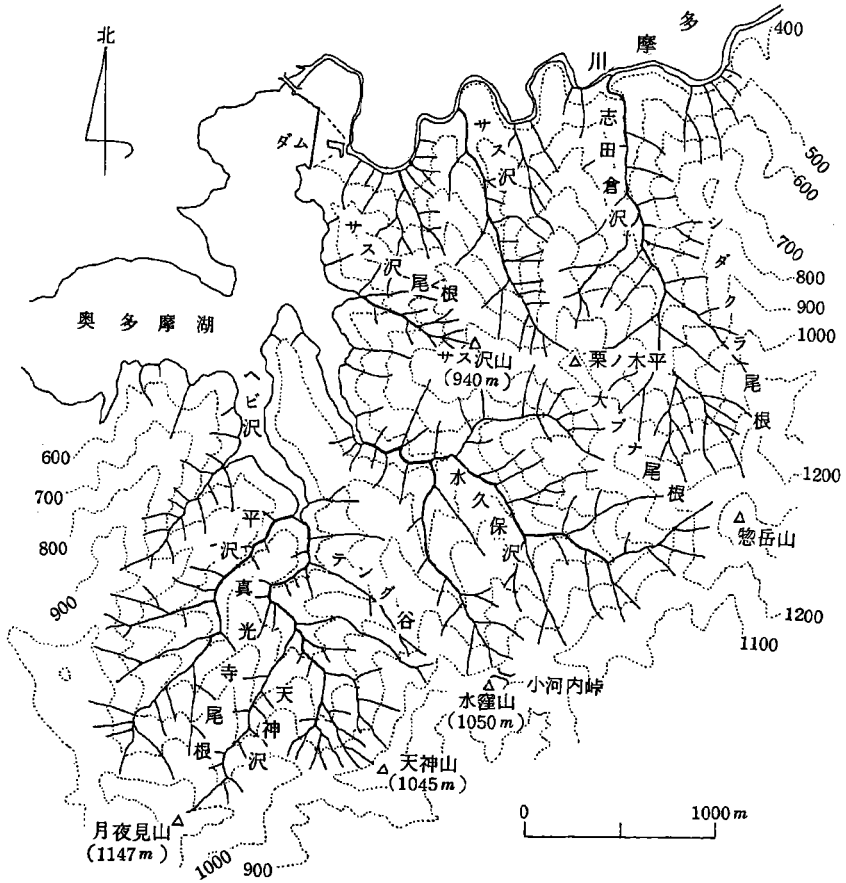 北
多
摩
川
400
500
600
700
800
900
1000
1200
1200
1100
ダム
サス沢
志田倉沢
シダクラ尾根
サス沢尾根
奥多摩湖
サス沢山
(940m)
栗ノ木平
大ブナ尾根
ヘビ沢
水久保沢
惣岳山
600
700
800
900
平沢
テング谷
真光寺尾根
天神沢
小河内峠
水窪山
(1050m)
天神山
(1045m)
月夜見山
(1147m)
1000
900
0 1000m